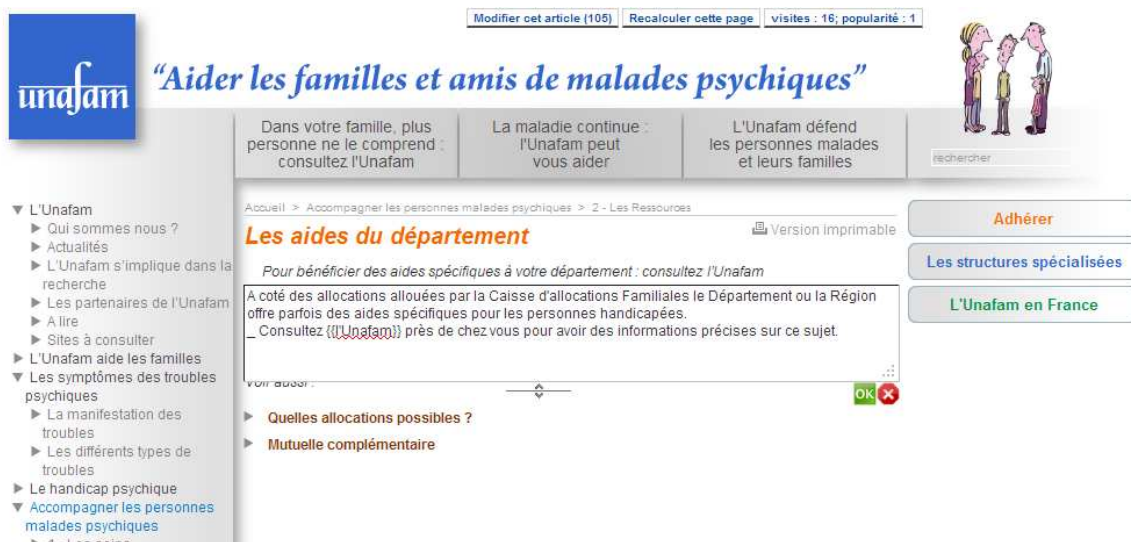 Modifier cet article (105) Recalculer cette page visites : 16; popularité : 1
unafam
“Aider les familles et amis de malades psychiques”
Dans votre famille, plus
personne ne le comprend :
consultez l'Unafam
La maladie continue :
l'Unafam peut
vous aider
L'Unafam défend
les personnes malades
et leurs familles
rechercher
▼ L'Unafam
▶ Qui sommes nous ?
▶ Actualités
▶ L'Unafam s'implique dans la
recherche
▶ Les partenaires de l'Unafam
▶ A lire
▶ Sites à consulter
▶ L'Unafam aide les familles
▼ Les symptômes des troubles
psychiques
▶ La manifestation des
troubles
▶ Les différents types de
troubles
▶ Le handicap psychique
▼ Accompagner les personnes
malades psychiques
Accueil > Accompagner les personnes malades psychiques > 2 - Les Ressources
Les aides du département
Version imprimable
Pour bénéficier des aides spécifiques à votre département : consultez l'Unafam
A coté des allocations allouées par la Caisse d'allocations Familiales le Département ou la Région
offre parfois des aides spécifiques pour les personnes handicapées.
_ Consultez {{l'Unafam}} près de chez vous pour avoir des informations précises sur ce sujet.
OK
Voir aussi :
▶ Quelles allocations possibles ?
▶ Mutuelle complémentaire
Adhérer
Les structures spécialisées
L'Unafam en France